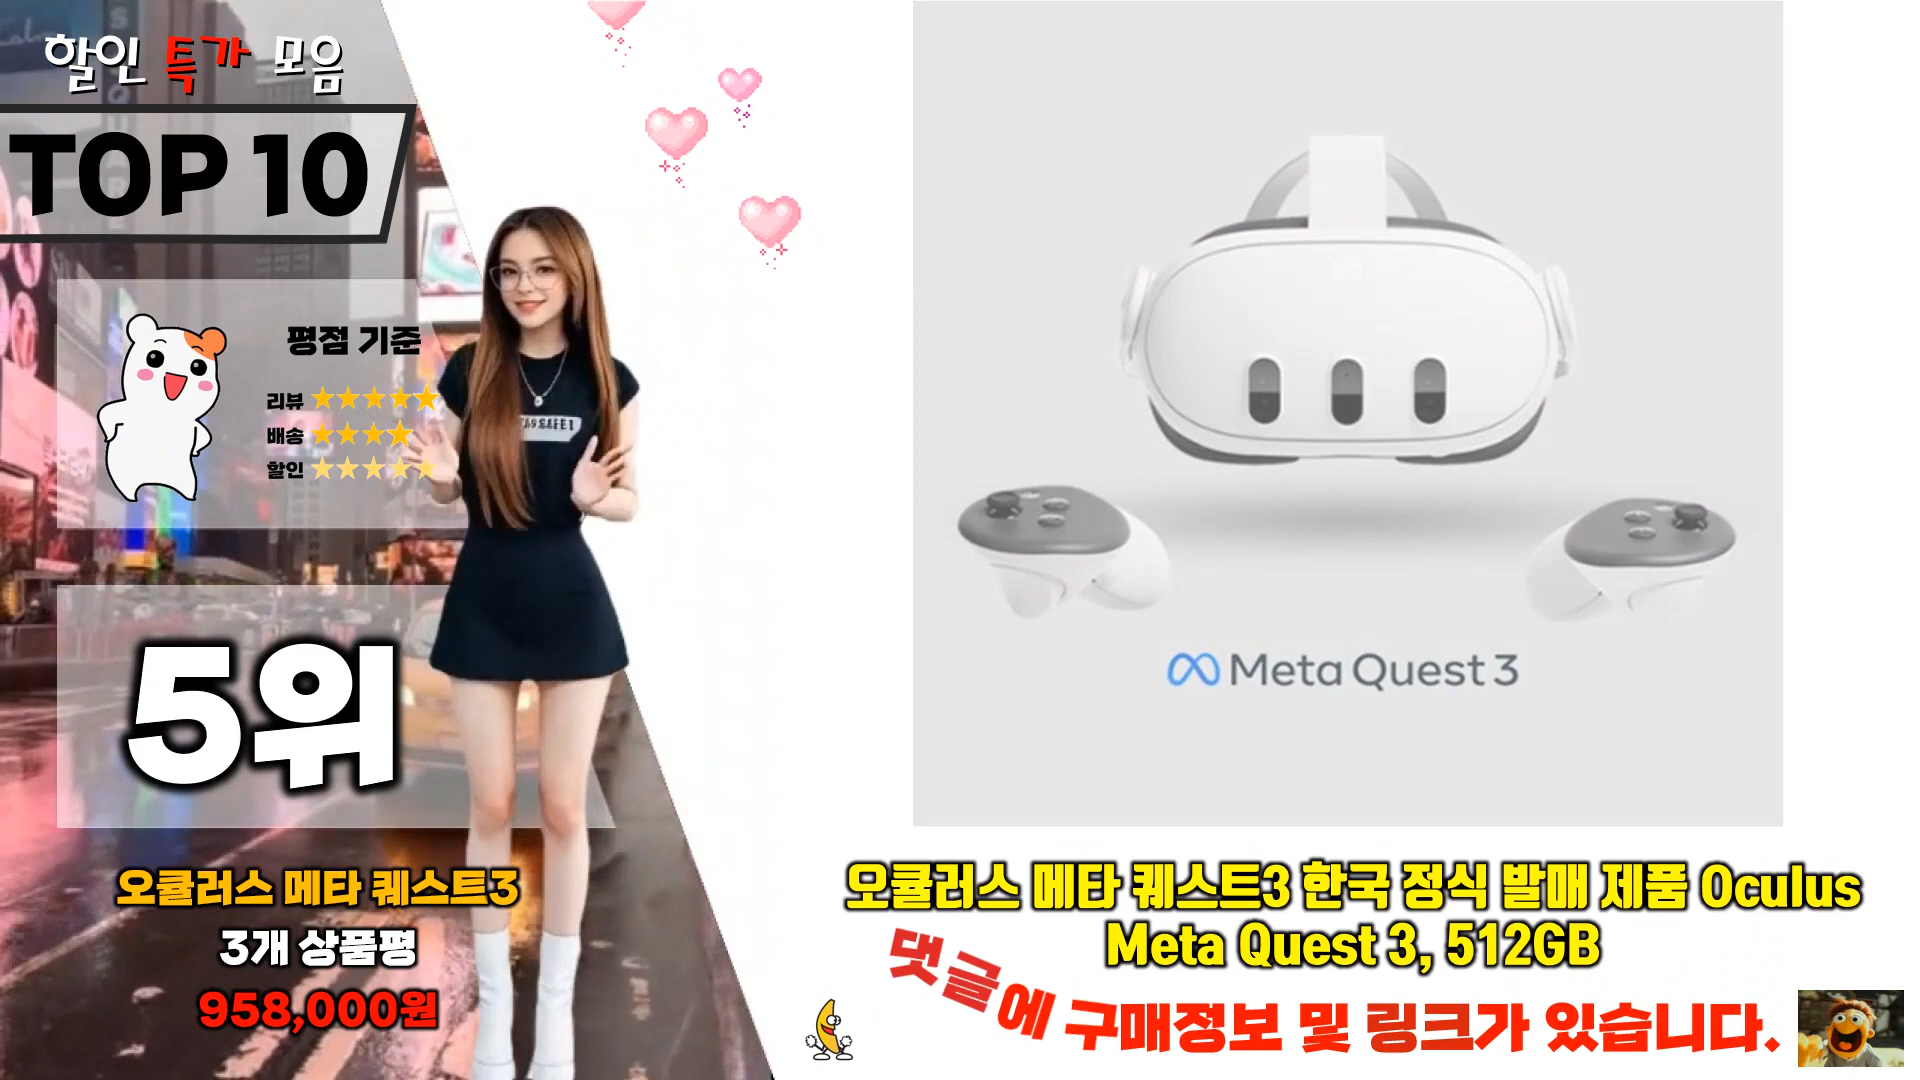 할인 특가 모음
TOP 10
평점 기준
리뷰 ★★★★★
배송 ★★★★
할인 ★★★★★
5위
오큘러스 메타 퀘스트3
3개 상품평
958,000원
Meta Quest 3
오큘러스 메타 퀘스트3 한국 정식 발매 제품 Oculus
Meta Quest 3, 512GB
댓글에 구매정보 및 링크가 있습니다.